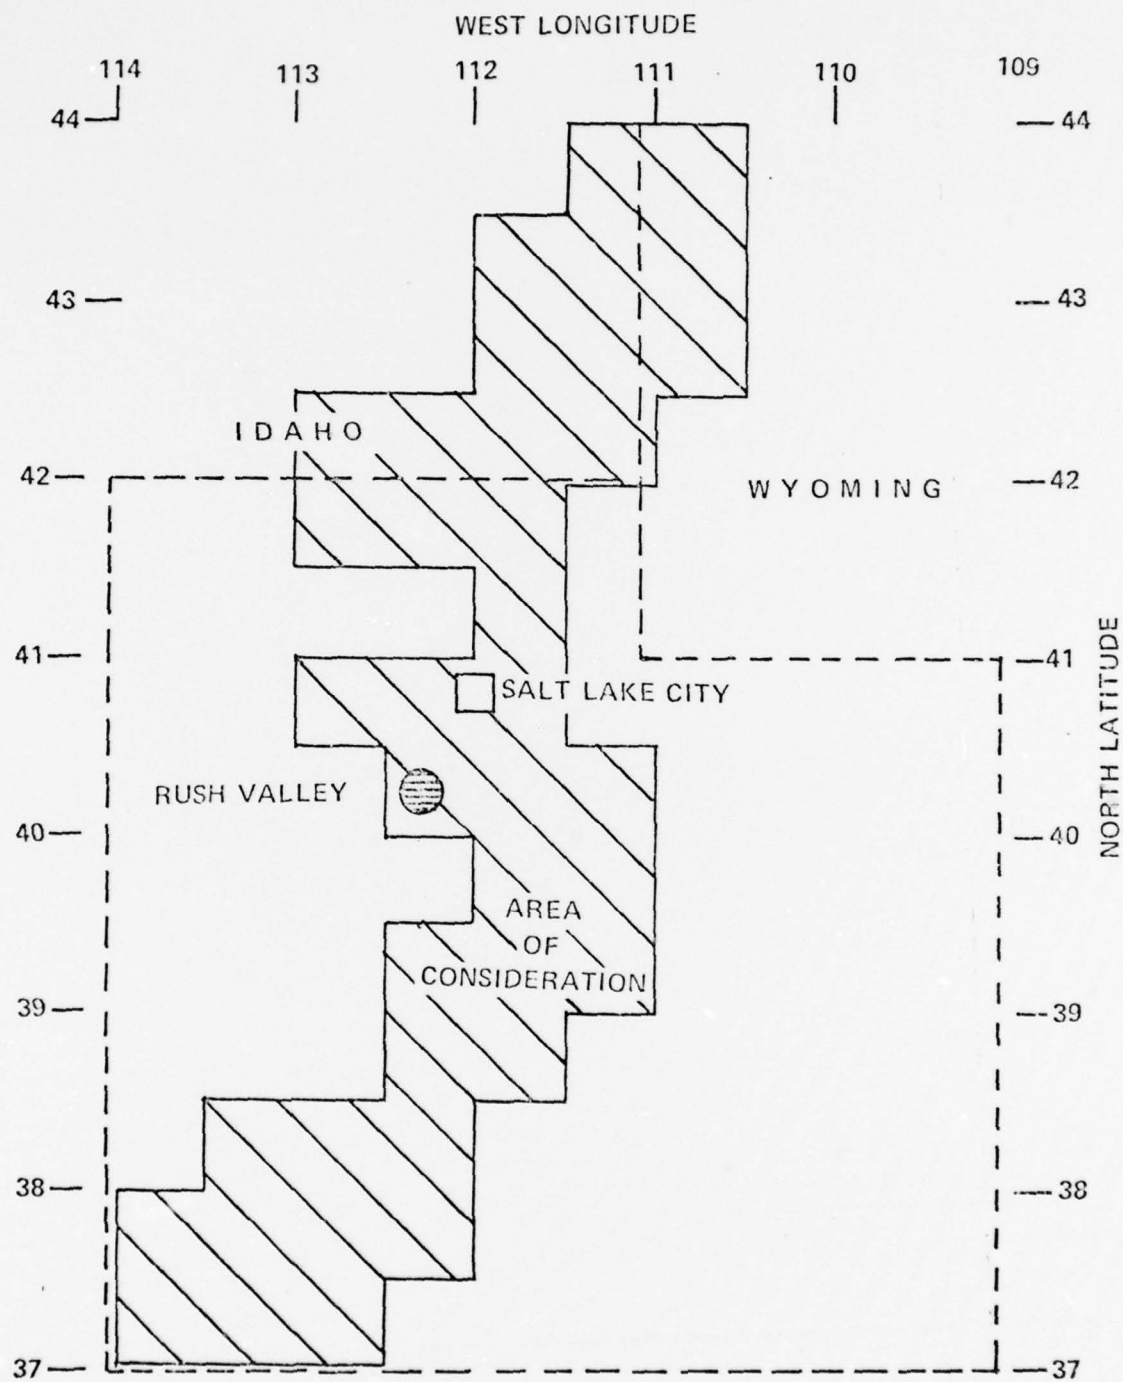 WEST LONGITUDE
114 113 112 111 110 109
44 44
43 43
IDAHO
42 42
WYOMING
41 41
SALT LAKE CITY
NORTH LATITUDE
RUSH VALLEY
40 40
AREA
OF
CONSIDERATION
39 39
38 38
37 37